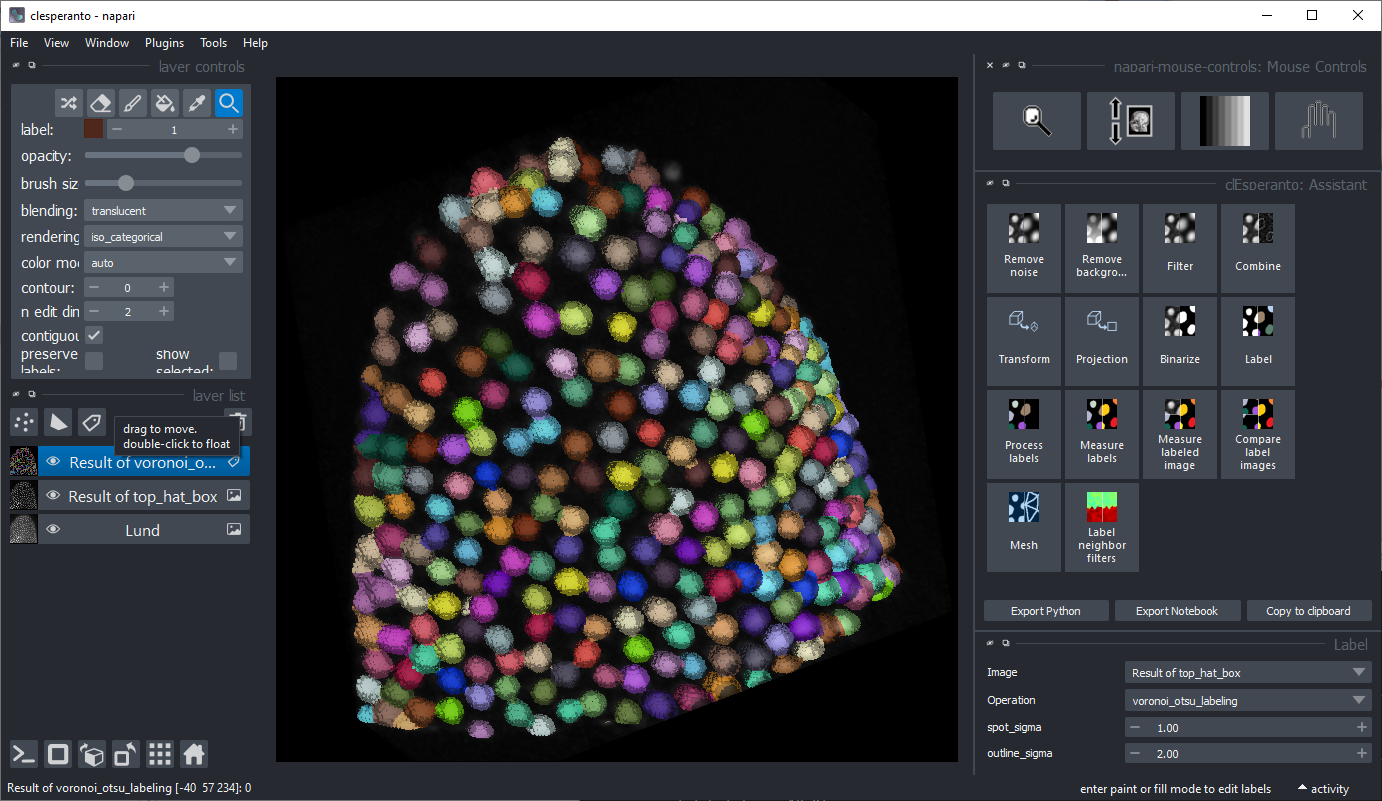 clesperanto - napari
File View Window Plugins Tools Help
layer controls
label: 1
opacity:
brush siz
blending: translucent
rendering iso_categorical
color mo auto
contour: 0
n edit din 2
contiguou
preserve labels: show selected:
layer list
drag to move.
double-click to float
Result of voronoi_o...
Result of top_hat_box
Lund
napari-mouse-controls: Mouse Controls
clEsperanto: Assistant
Remove noise
Remove backgro...
Filter
Combine
Transform
Projection
Binarize
Label
Process labels
Measure labels
Measure labeled image
Compare label images
Mesh
Label neighbor filters
Export Python Export Notebook Copy to clipboard
Label
Image Result of top_hat_box
Operation voronoi_otsu_labeling
spot_sigma 1.00
outline_sigma 2.00
Result of voronoi_otsu_labeling [-40 57 234]: 0
enter paint or fill mode to edit labels activity